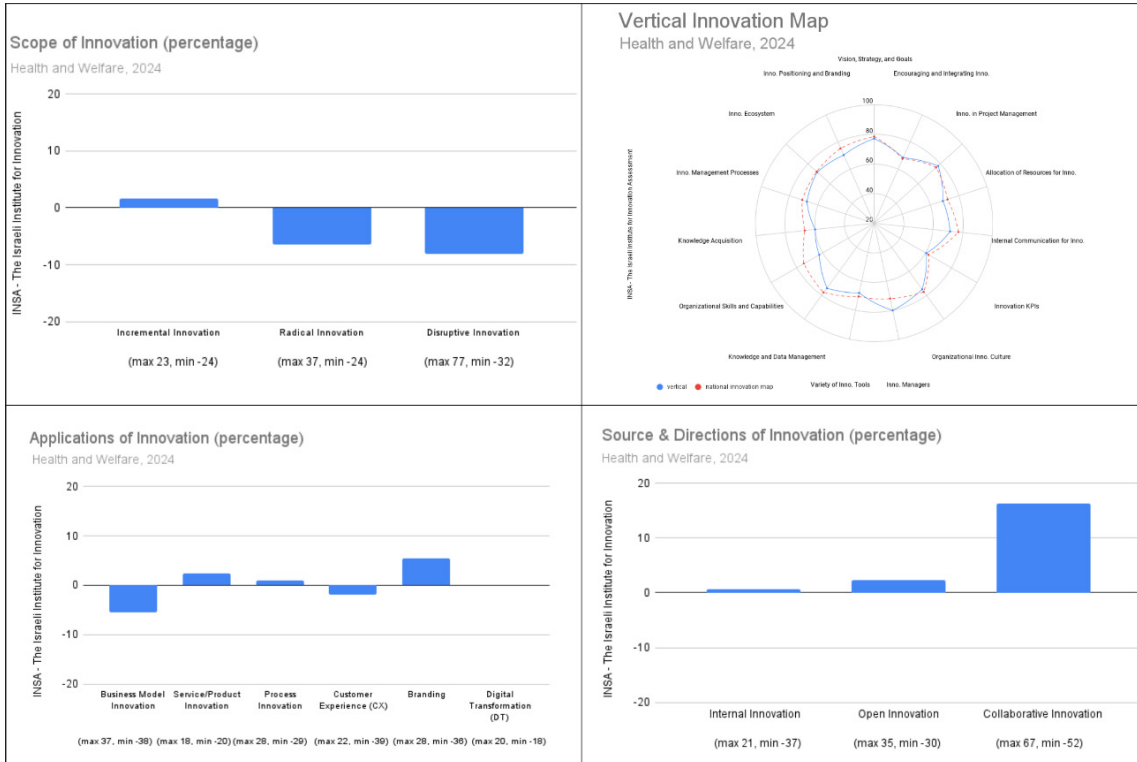 Scope of Innovation (percentage)
Health and Welfare, 2024
INSA - The Israeli Institute for Innovation
20
10
0
-10
-20
Incremental Innovation
Radical Innovation
Disruptive Innovation
(max 23, min -24)
(max 37, min -24)
(max 77, min -32)
Vertical Innovation Map
Health and Welfare, 2024
INSA - The Israeli Institute for Innovation Assessment
Vision, Strategy, and Goals
Inno. Positioning and Branding
Encouraging and Integrating Inno.
Inno. Ecosystem
100
Inno. in Project Management
80
60
Inno. Management Processes
Allocation of Resources for Inno.
40
20
Knowledge Acquisition
Internal Communication for Inno.
Organizational Skills and Capabilities
Innovation KPIs
Knowledge and Data Management
Organizational Inno. Culture
Variety of Inno. Tools
Inno. Managers
vertical
national innovation map
Applications of Innovation (percentage)
Health and Welfare, 2024
INSA - The Israeli Institute for Innovation
20
10
0
-10
-20
Business Model
Innovation
Service/Product
Innovation
Process
Innovation
Customer
Experience (CX)
Branding
Digital
Transformation
(DT)
(max 37, min -38)
(max 18, min -20)
(max 28, min -29)
(max 22, min -39)
(max 28, min -36)
(max 20, min -18)
Source & Directions of Innovation (percentage)
Health and Welfare, 2024
INSA - The Israeli Institute for Innovation
20
10
0
-10
-20
Internal Innovation
Open Innovation
Collaborative Innovation
(max 21, min -37)
(max 35, min -30)
(max 67, min -52)